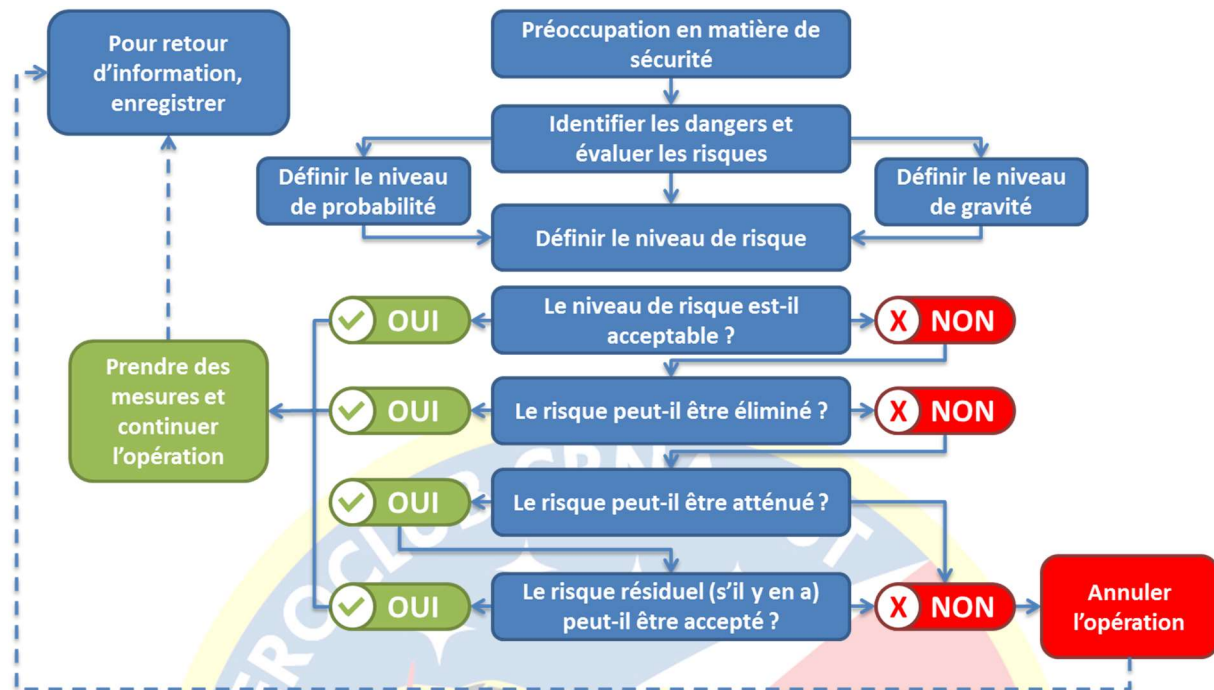 Pour retour
d'information,
enregistrer
Préoccupation en matière de
sécurité
Identifier les dangers et
évaluer les risques
Définir le niveau
de probabilité
Définir le niveau
de gravité
Définir le niveau de risque
Le niveau de risque est-il
acceptable ?
OUI
X NON
Prendre des
mesures et
continuer
l'opération
Le risque peut-il être éliminé ?
OUI
X NON
Le risque peut-il être atténué ?
OUI
Le risque résiduel (s'il y en a)
peut-il être accepté ?
OUI
X NON
Annuler
l'opération